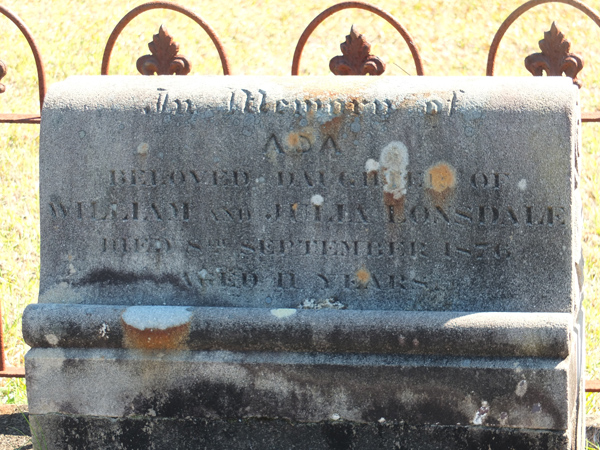 In Memory of
ADA
BELOVED DAUGHTER OF
WILLIAM AND JULIA LONSDALE
DIED 8TH SEPTEMBER 1876
AGED 11 YEARS.